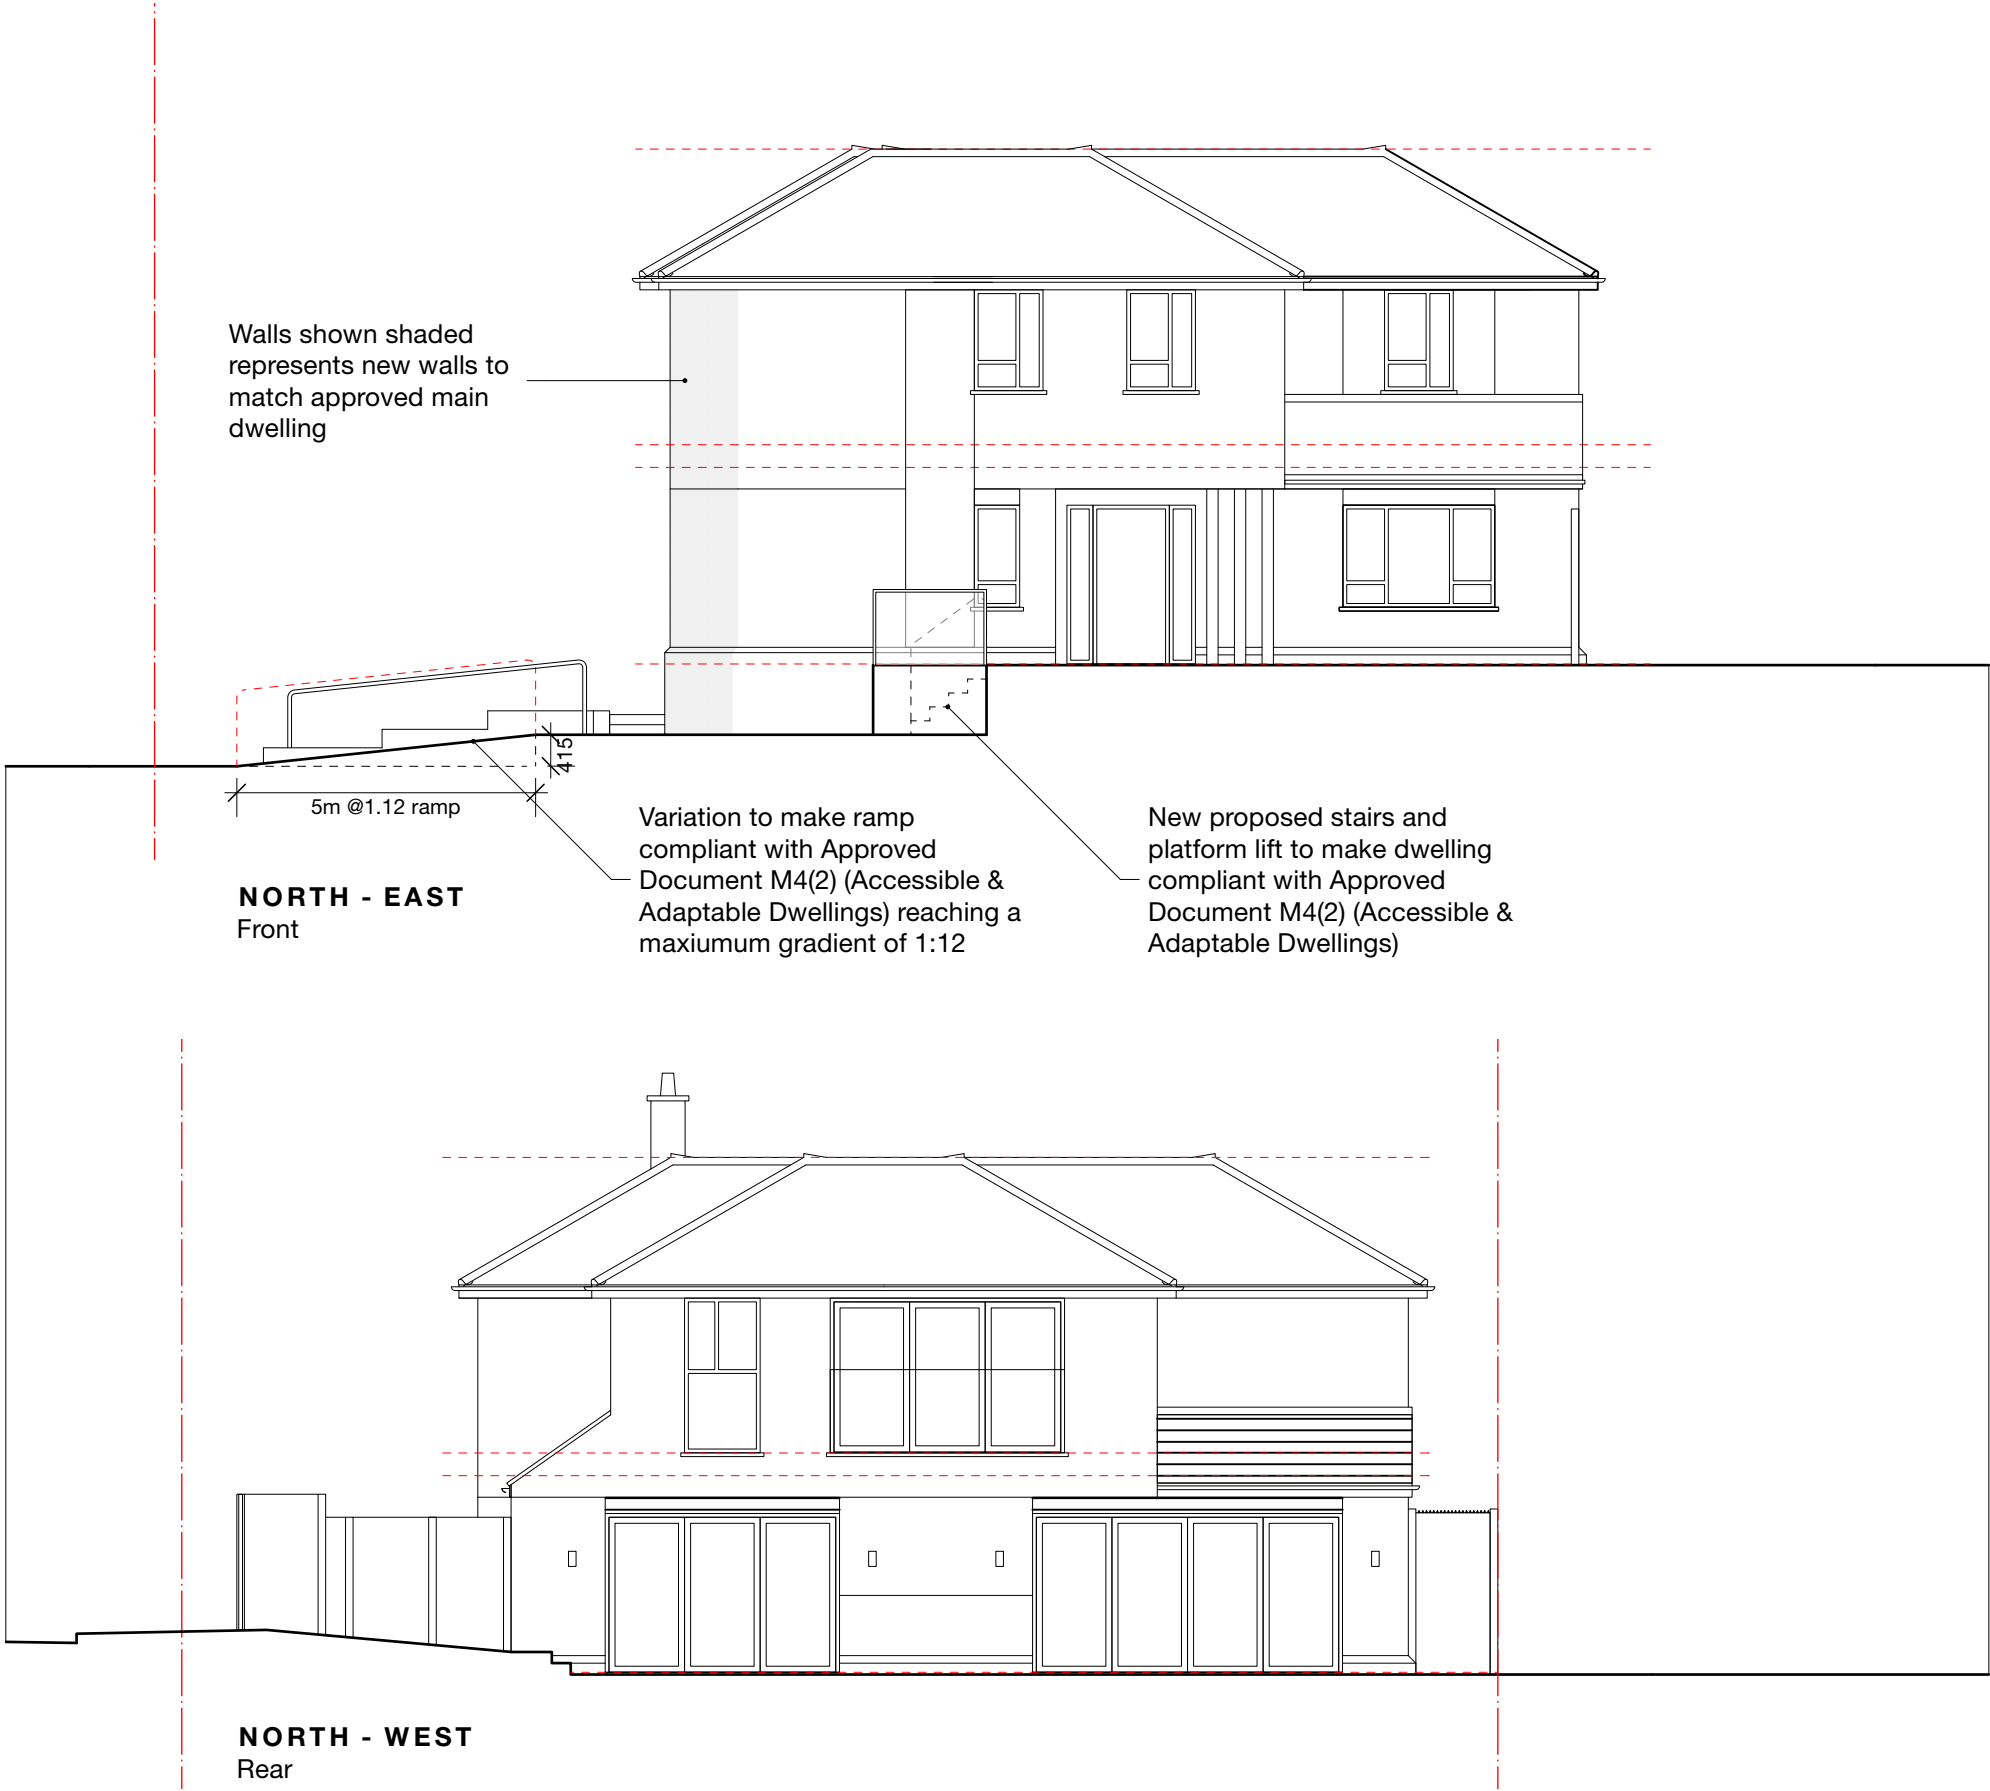 Walls shown shaded
represents new walls to
match approved main
dwelling
415
5m @1.12 ramp
Variation to make ramp
compliant with Approved
Document M4(2) (Accessible &
Adaptable Dwellings) reaching a
maxiumum gradient of 1:12
New proposed stairs and
platform lift to make dwelling
compliant with Approved
Document M4(2) (Accessible &
Adaptable Dwellings)
NORTH - EAST
Front
NORTH - WEST
Rear